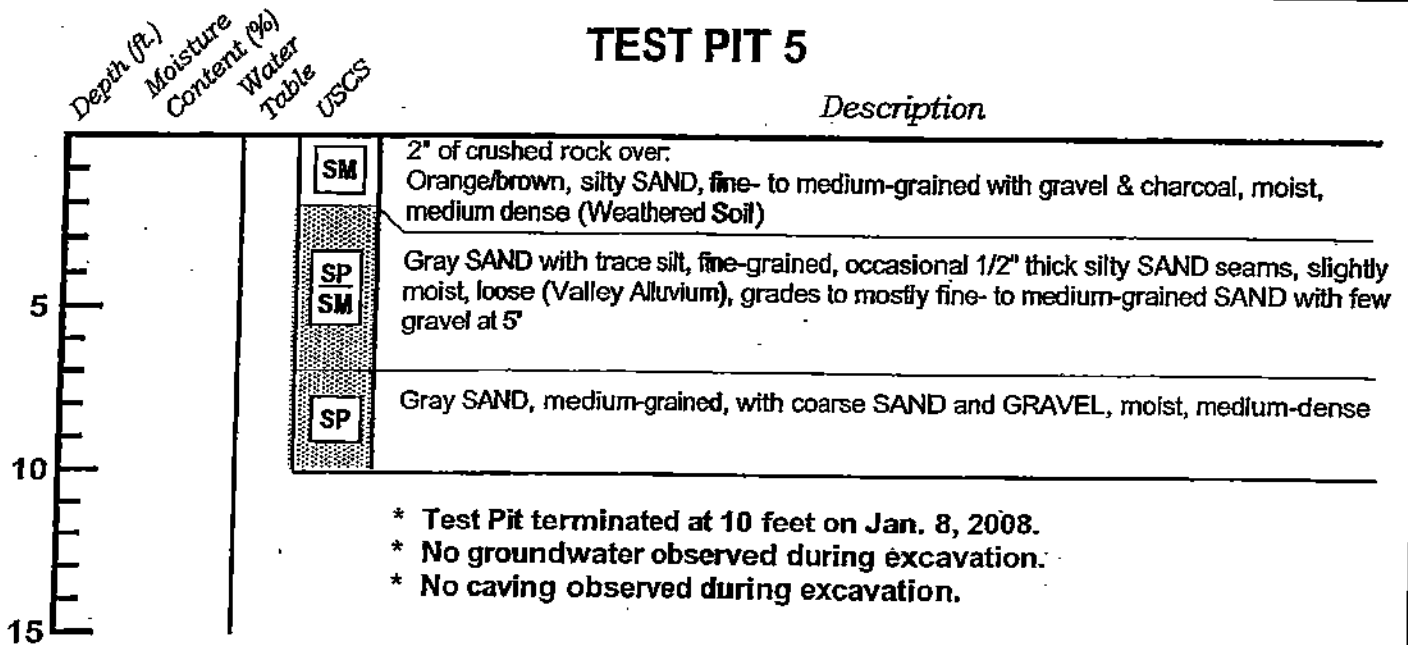 TEST PIT 5
Depth (ft.)
Moisture
Content (%)
Water
Table
USCS
Description
SM
2" of crushed rock over:
Orange/brown, silty SAND, fine- to medium-grained with gravel & charcoal, moist,
medium dense (Weathered Soil)
SP
SM
Gray SAND with trace silt, fine-grained, occasional 1/2" thick silty SAND seams, slightly
moist, loose (Valley Alluvium), grades to mostly fine- to medium-grained SAND with few
gravel at 5'
5
SP
Gray SAND, medium-grained, with coarse SAND and GRAVEL, moist, medium-dense
10
* Test Pit terminated at 10 feet on Jan. 8, 2008.
* No groundwater observed during excavation.
* No caving observed during excavation.
15